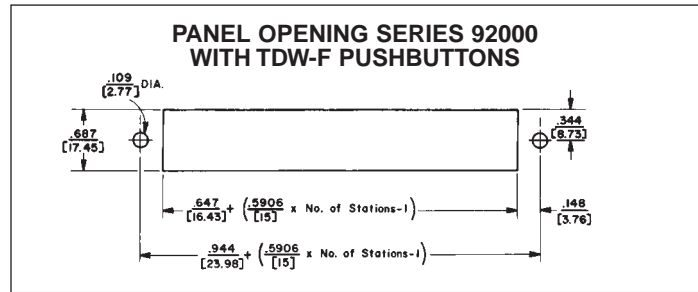 PANEL OPENING SERIES 92000
WITH TDW-F PUSHBUTTONS
.109
[2.77] DIA.
.687
[17.45]
.344
[8.73]
.647
[16.43] + (.5906
[15] x No. of Stations-1)
.148
[3.76]
.944
[23.98] + (.5906
[15] x No. of Stations-1)